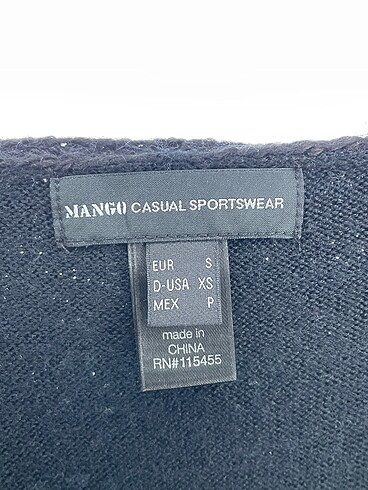 MANGO CASUAL SPORTSWEAR
EUR S
D-USA XS
MEX P
made in
CHINA
RN#115455